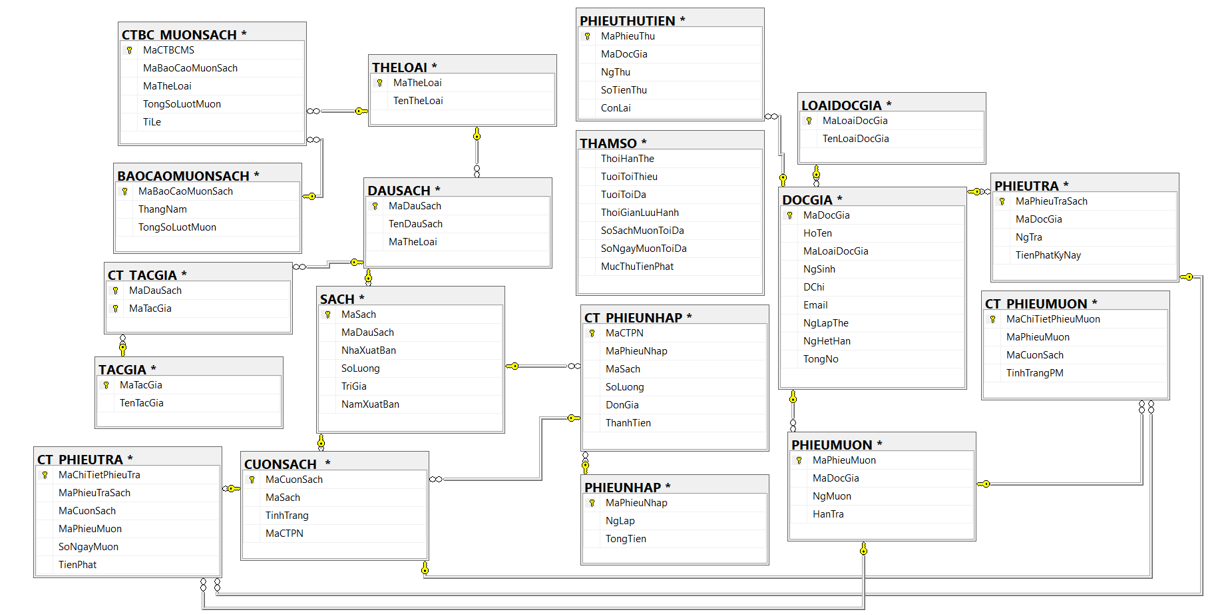 CTBC_MUONSACH *
MaCTBCMS
MaBaoCaoMuonSach
MaTheLoai
TongSoLuotMuon
TiLe
THELOAI *
MaTheLoai
TenTheLoai
PHIEUTHUTIEN *
MaPhieuThu
MaDocGia
NgThu
SoTienThu
ConLai
LOAIDOCGIA *
MaLoaiDocGia
TenLoaiDocGia
THAMSO *
ThoiHanThe
TuoiToiThieu
TuoiToiDa
ThoiGianLuuHanh
SoSachMuonToiDa
SoNgayMuonToiDa
MucThuTienPhat
BAOCAOMUONSACH *
MaBaoCaoMuonSach
ThangNam
TongSoLuotMuon
DAUSACH *
MaDauSach
TenDauSach
MaTheLoai
DOCGIA *
MaDocGia
HoTen
MaLoaiDocGia
NgSinh
DChi
Email
NgLapThe
NgHetHan
TongNo
PHIEUTRA *
MaPhieuTraSach
MaDocGia
NgTra
TienPhatKyNay
CT_TACGIA *
MaDauSach
MaTacGia
SACH *
MaSach
MaDauSach
NhaXuatBan
SoLuong
TriGia
NamXuatBan
CT_PHIEUNHAP *
MaCTPN
MaPhieuNhap
MaSach
SoLuong
DonGia
ThanhTien
CT_PHIEUMUON *
MaChiTietPhieuMuon
MaPhieuMuon
MaCuonSach
TinhTrangPM
TACGIA *
MaTacGia
TenTacGia
CT_PHIEUTRA *
MaChiTietPhieuTra
MaPhieuTraSach
MaCuonSach
MaPhieuMuon
SoNgayMuon
TienPhat
CUONSACH *
MaCuonSach
MaSach
TinhTrang
MaCTPN
PHIEUNHAP *
MaPhieuNhap
NgLap
TongTien
PHIEUMUON *
MaPhieuMuon
MaDocGia
NgMuon
HanTra